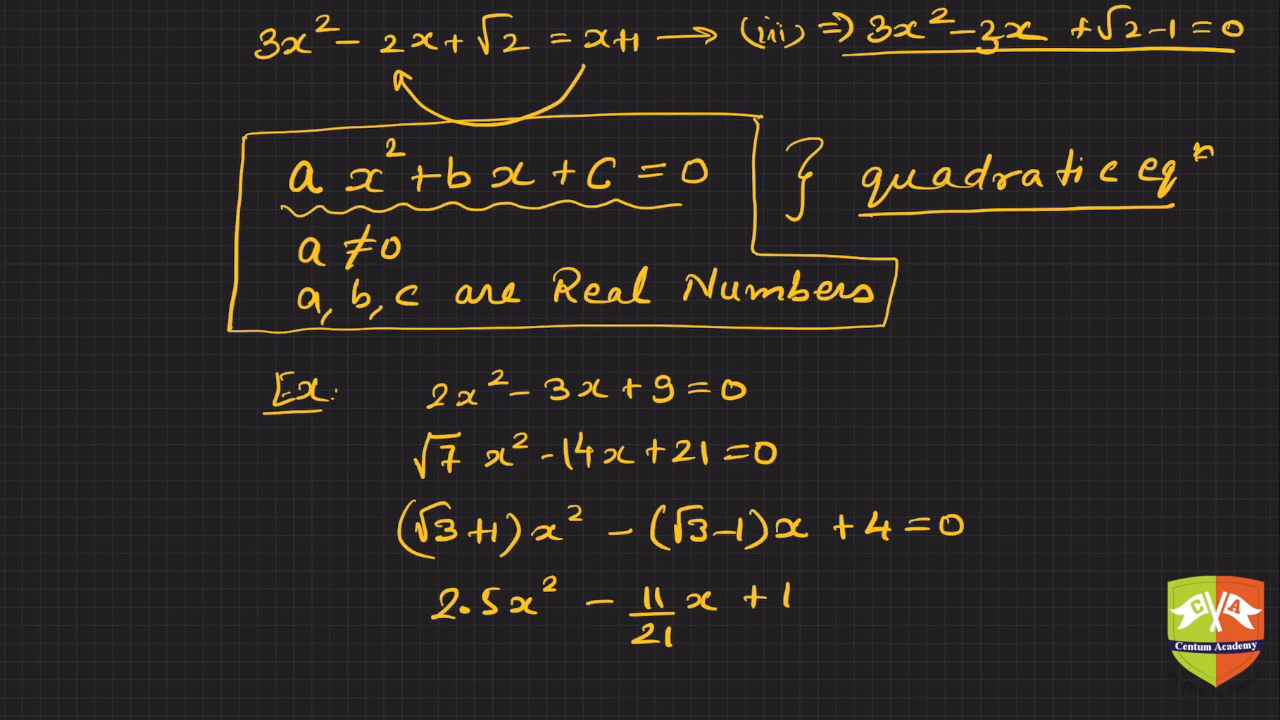 3x² - 2x + √2 = x+1 → (iii) ⇒ 3x² - 3x + √2 - 1 = 0
a x² + b x + c = 0 } quadratic eqⁿ
a ≠ 0
a, b, c are Real Numbers
Ex:
2x² - 3x + 9 = 0
√7 x² - 14x + 21 = 0
(√3 + 1) x² - (√3 - 1) x + 4 = 0
2.5x² - 11/21 x + 1
C A
Centum Academy